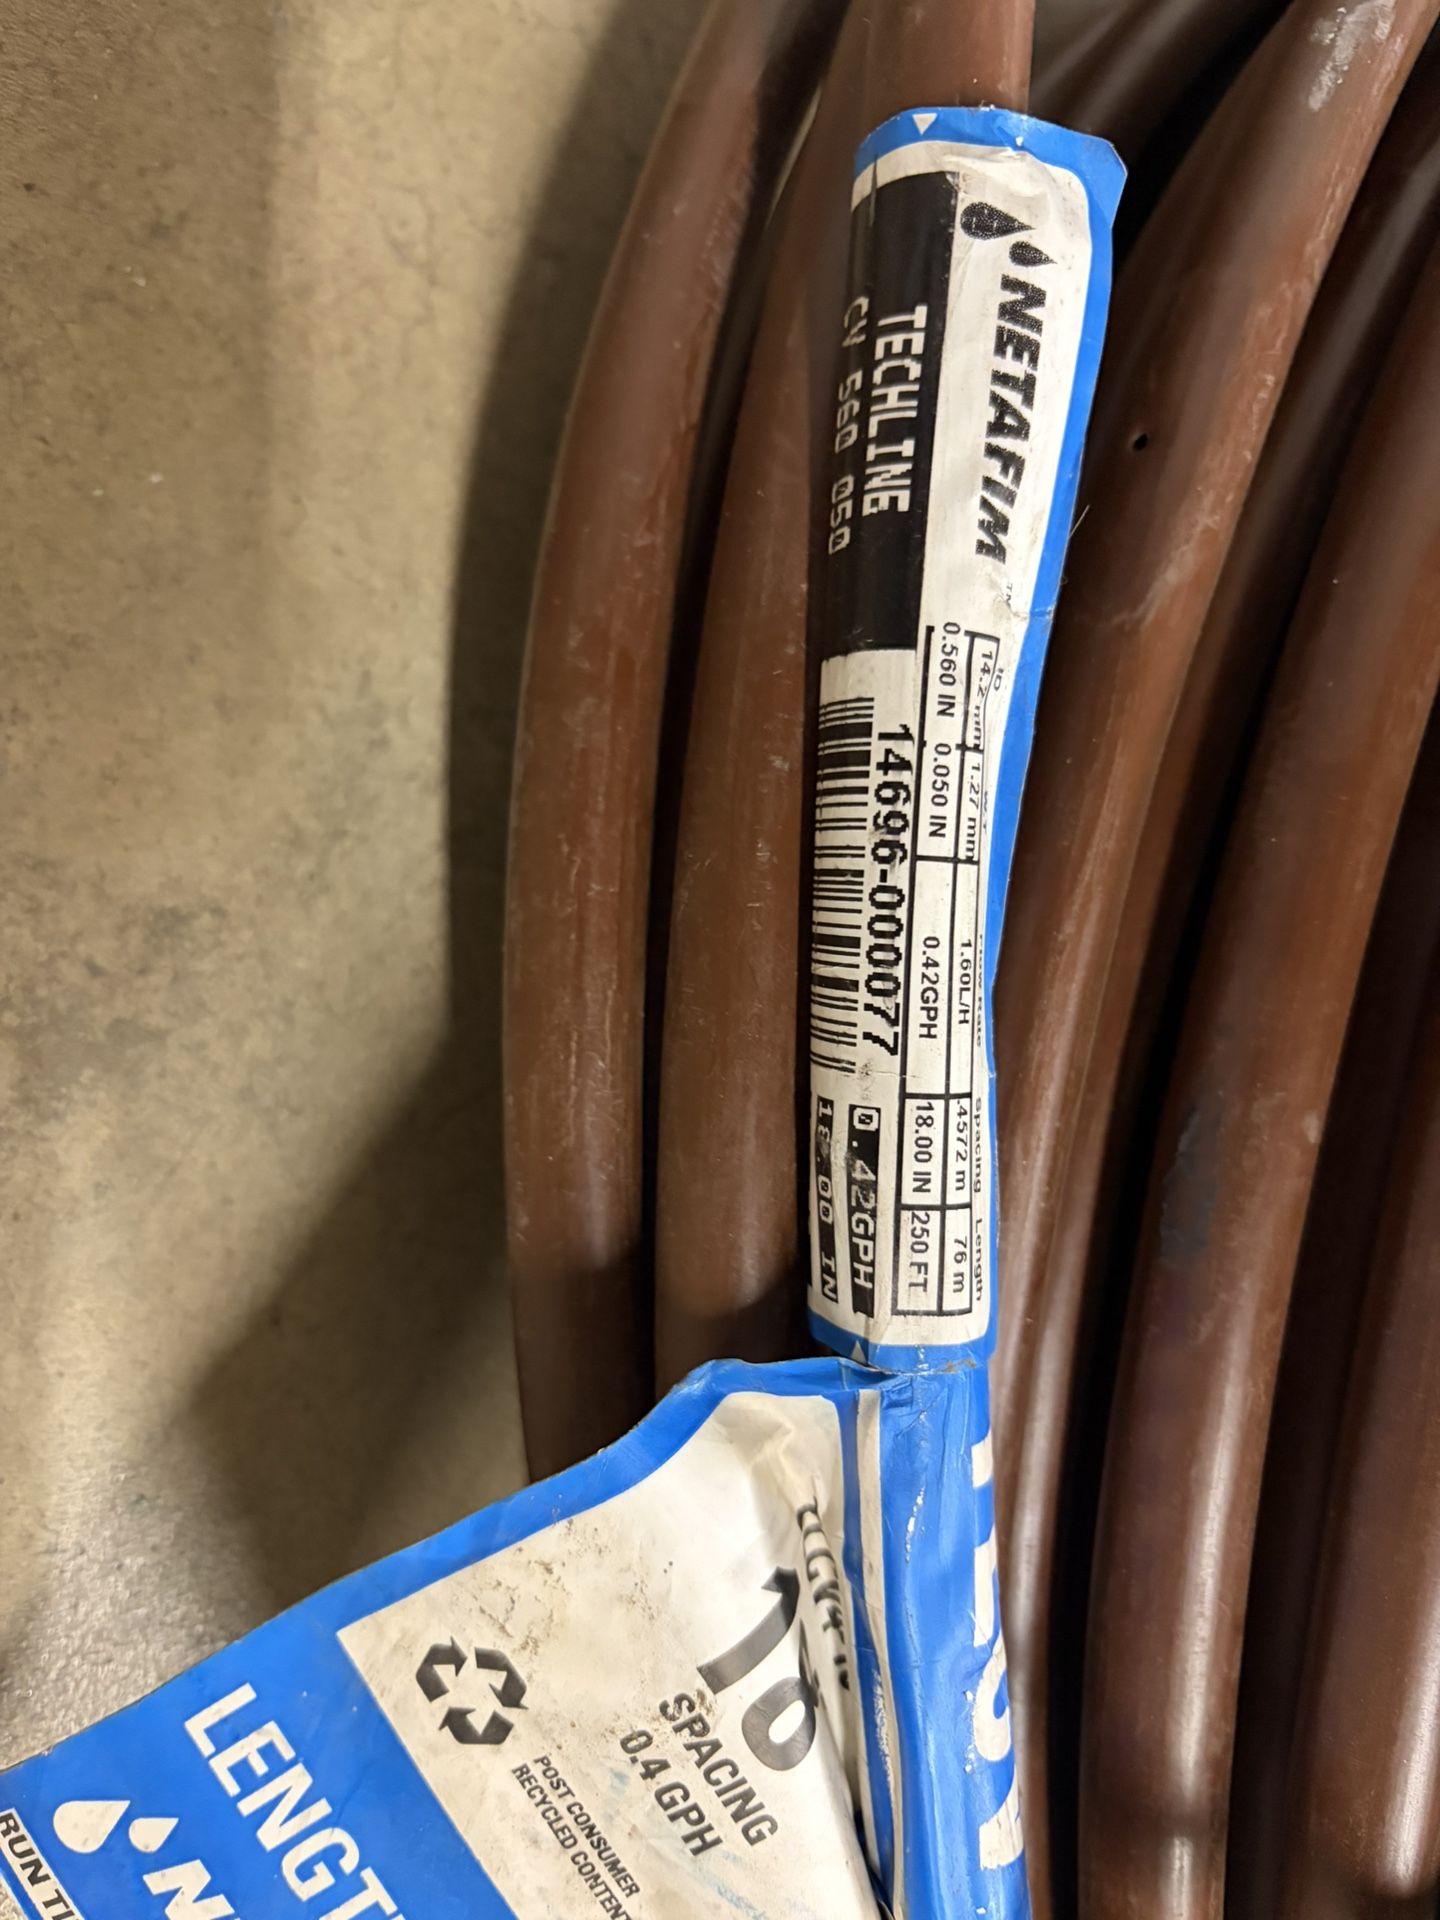 NETAFIM™
TECHLINE
CV 560 050
ID
14.2 mm 1.27 mm 1.60L/H .4572 m 76 m
Flow Rate Spacing Length
0.560 IN 0.050 IN 0.42GPH 18.00 IN 250 FT
14696-00077
0.42GPH
18.00 IN
18
SPACING
0.4 GPH
POST CONSUMER
RECYCLED CONTENT
LENGT
RUN TI